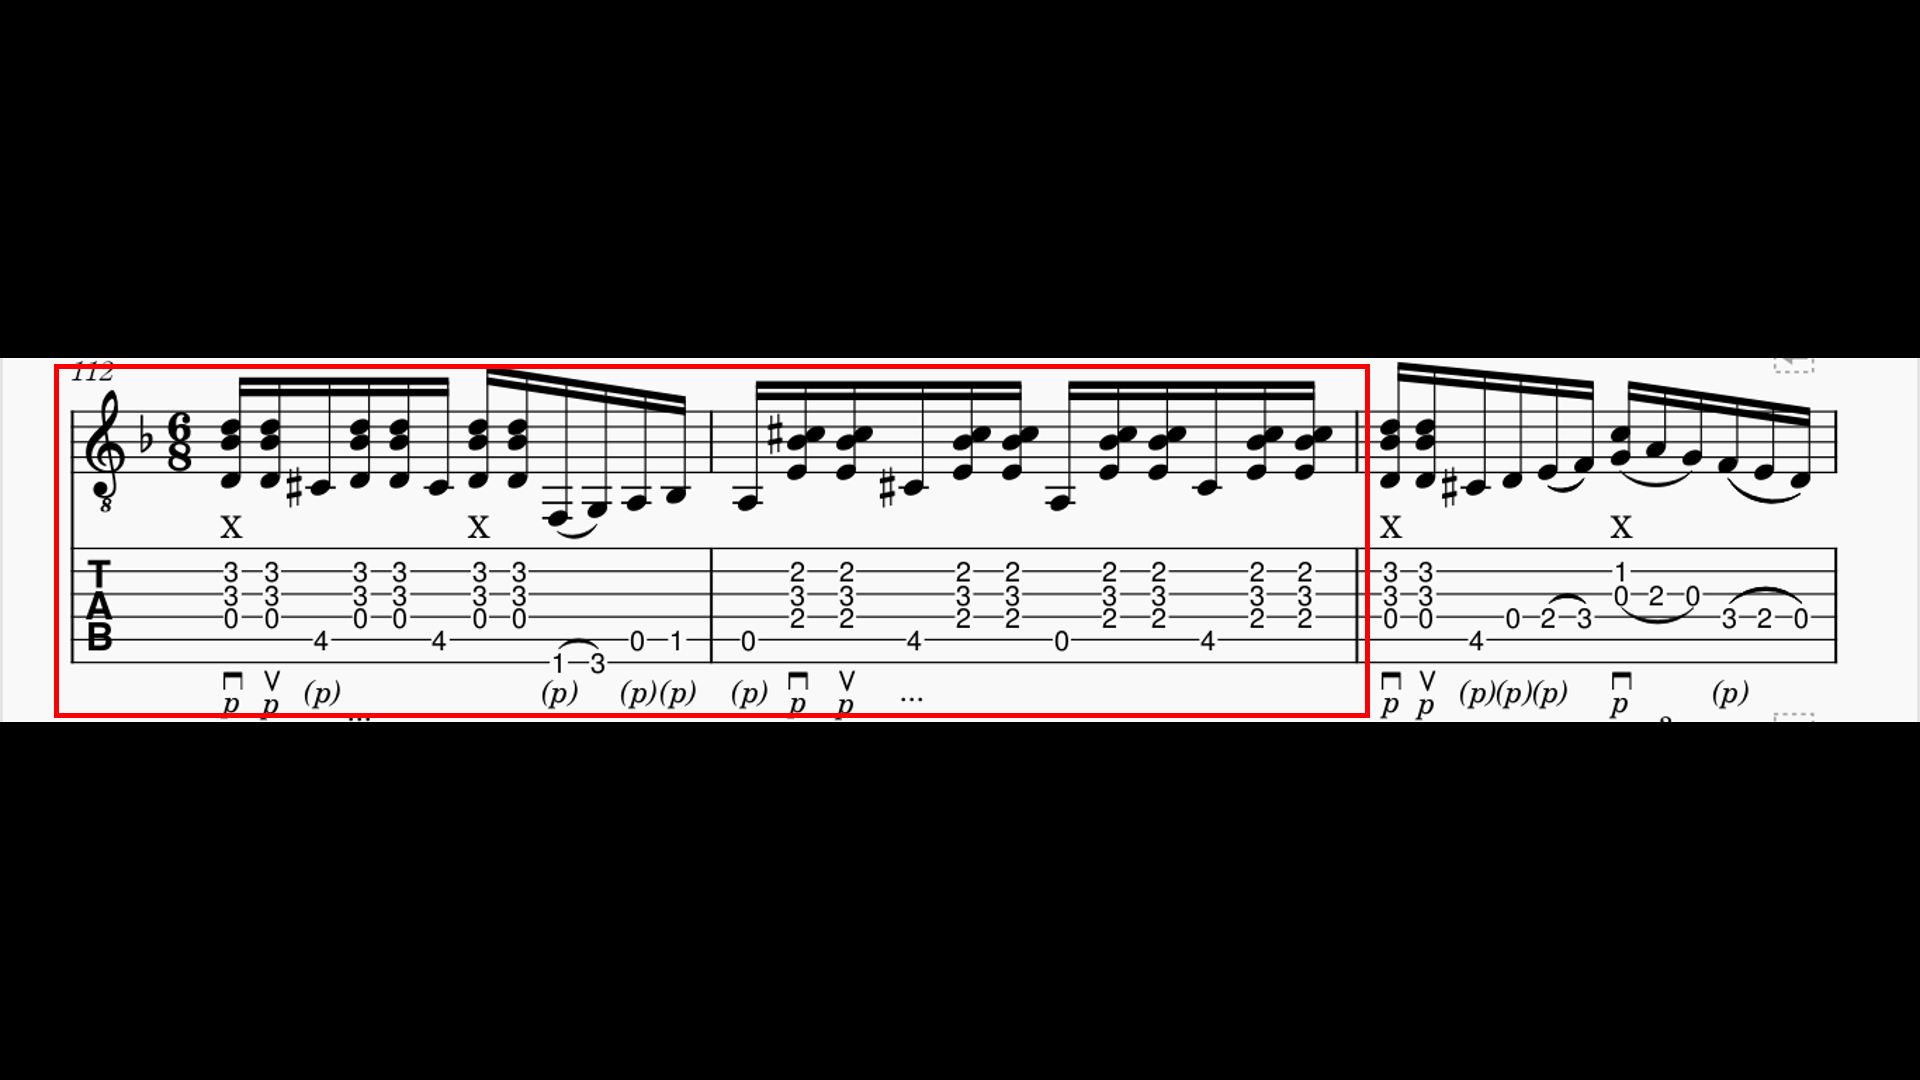 112
6
8
8
X X X X
T 3 3 3 3 3 3 2 2 2 2 2 2 2 2 3 3 1
A 3 3 3 3 3 3 3 3 3 3 3 3 3 3 3 3 0 2 0
0 0 0 0 0 0 2 2 2 2 2 2 2 2 0 0 0 2 3 3 2 0
B 4 4 0 1 0 4 0 4 4
1 3
(p) (p) (p) (p) (p) ... (p) (p) (p) (p)
p p p p p p p